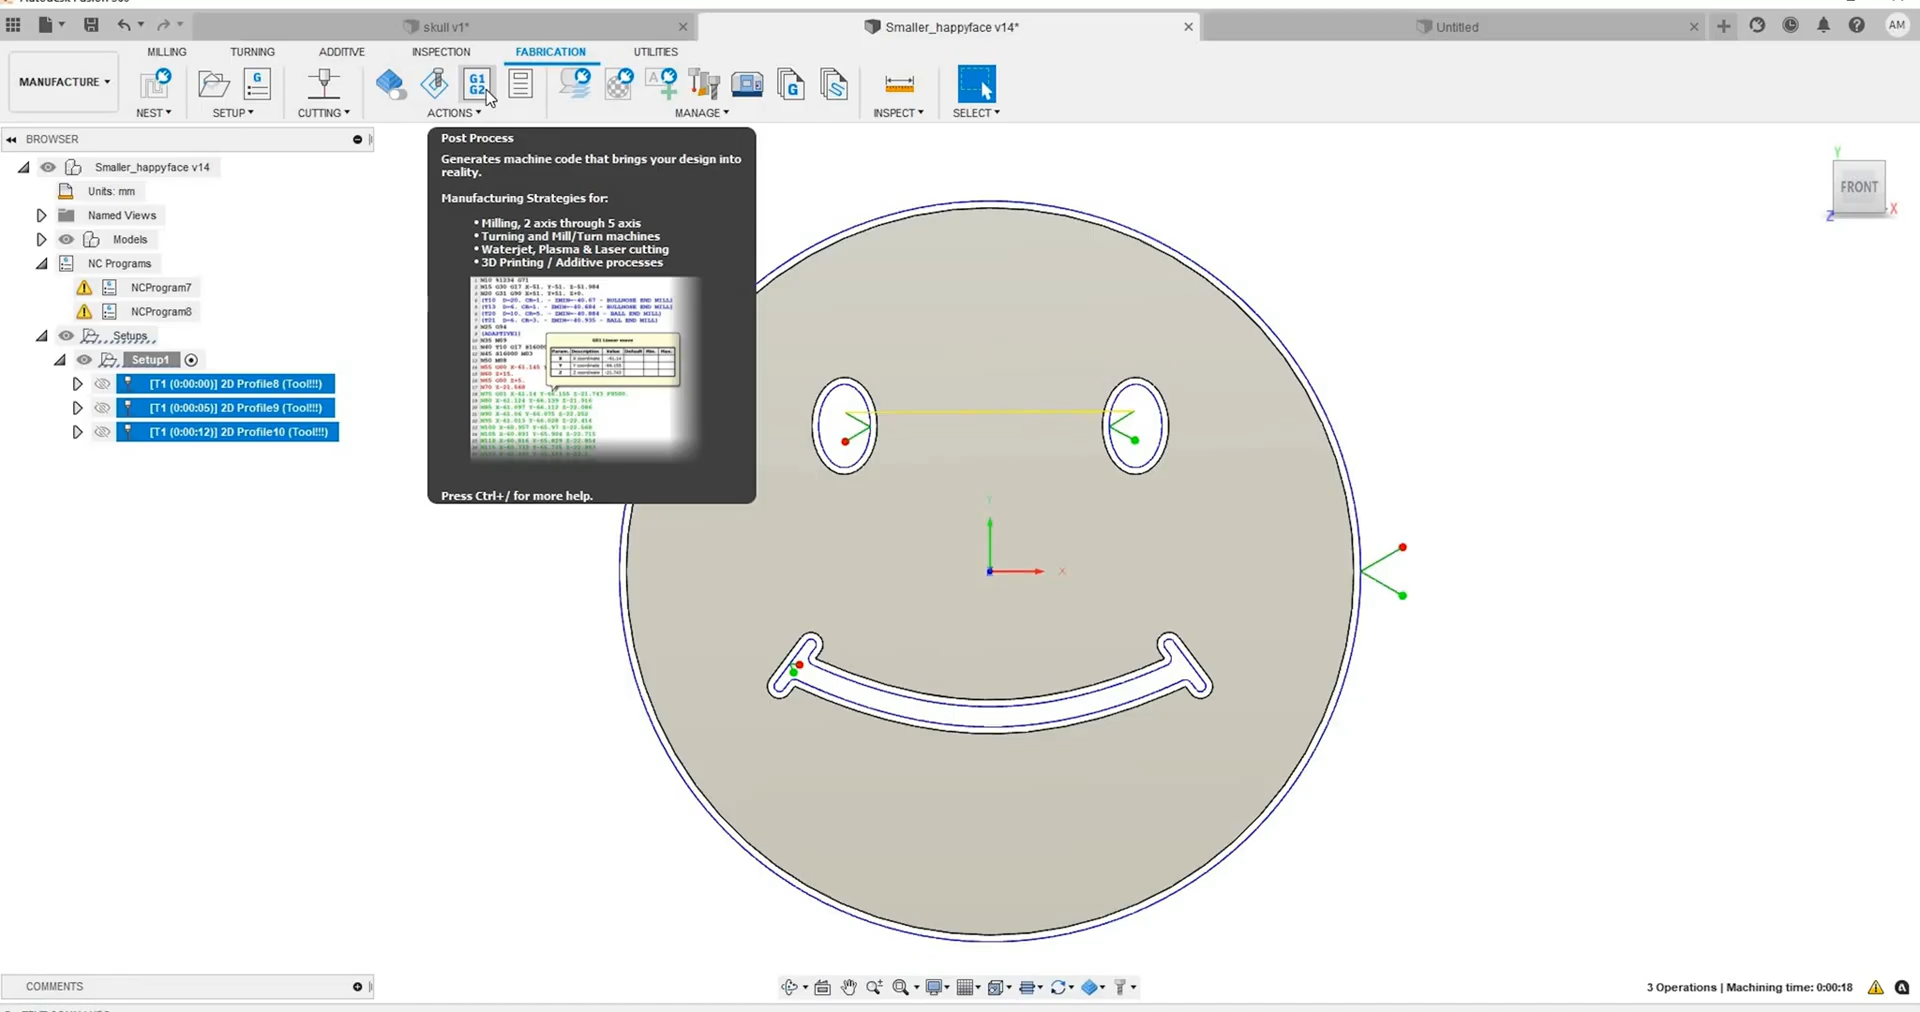 skull v1*
Smaller_happyface v14*
Untitled
AM
MILLING
TURNING
ADDITIVE
INSPECTION
FABRICATION
UTILITIES
MANUFACTURE
G
G1
G2
G
NEST
SETUP
CUTTING
ACTIONS
MANAGE
INSPECT
SELECT
BROWSER
Smaller_happyface v14
Units: mm
Named Views
Models
NC Programs
NCProgram7
NCProgram8
Setups
Setup1
[T1 (0:00:00)] 2D Profile8 (Tool!!!)
[T1 (0:00:05)] 2D Profile9 (Tool!!!)
[T1 (0:00:12)] 2D Profile10 (Tool!!!)
Post Process
Generates machine code that brings your design into
reality.
Manufacturing Strategies for:
• Milling, 2 axis through 5 axis
• Turning and Mill/Turn machines
• Waterjet, Plasma & Laser cutting
• 3D Printing / Additive processes
Press Ctrl+/ for more help.
Y
FRONT
Z
X
Y
X
COMMENTS
3 Operations | Machining time: 0:00:18